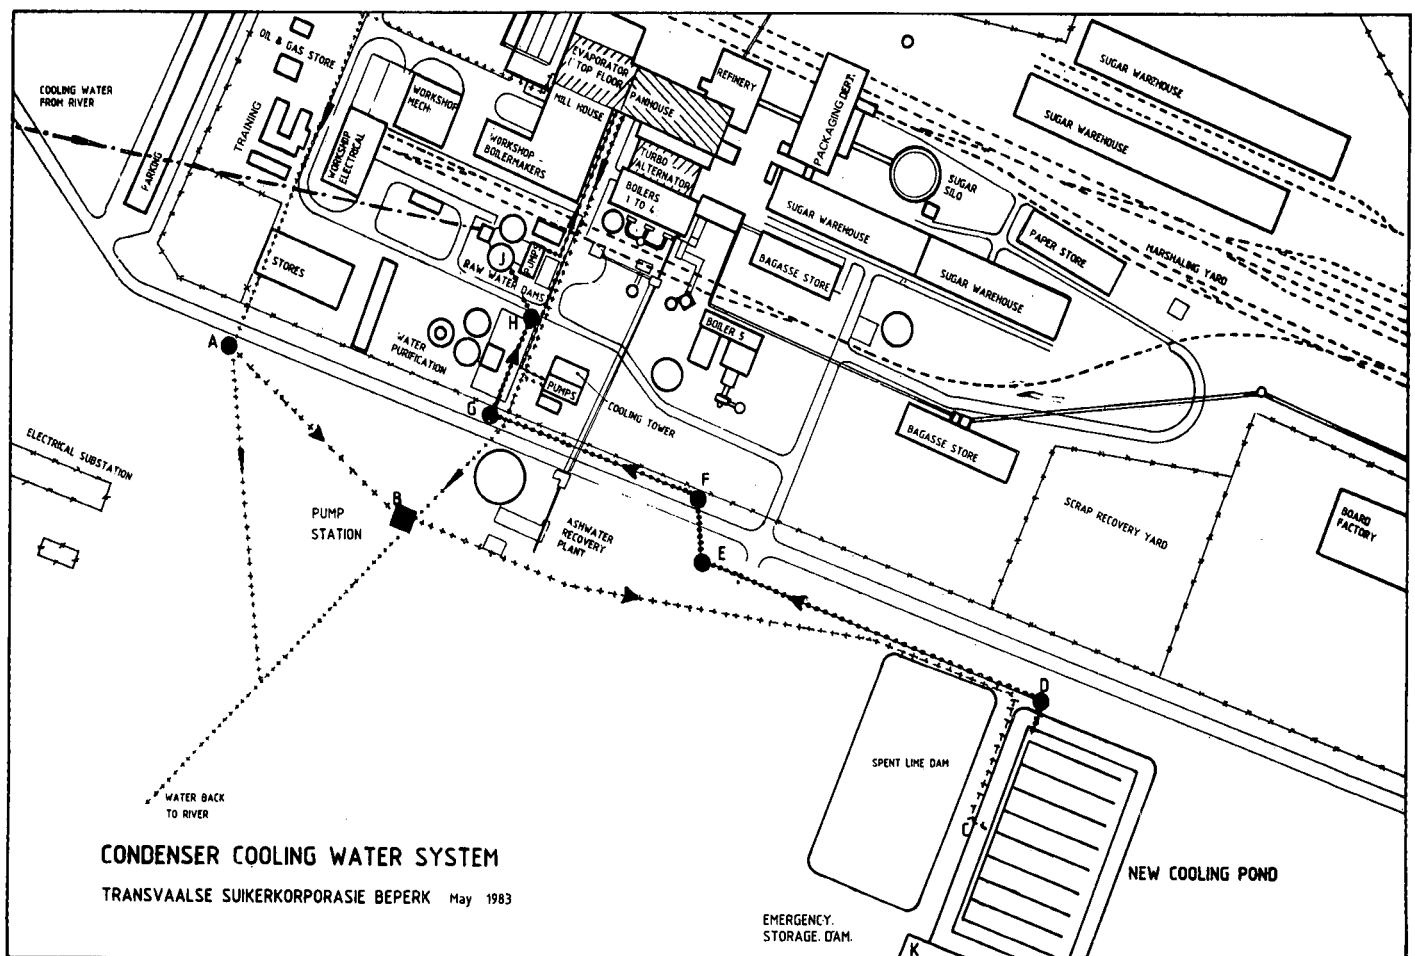 OIL & GAS STORE
COOLING WATER
FROM RIVER
TRAINING
PARKING
WORKSHOP
MECH.
WORKSHOP
ELECTRICAL
WORKSHOP
BOILERMAKERS
EVAPORATOR
TOP FLOOR
MILL HOUSE
PANHOUSE
REFINERY
PACKAGING DEPT.
TURBO
ALTERNATOR
BOILERS
1 TO 4
SUGAR WAREHOUSE
SUGAR WAREHOUSE
SUGAR
SILO
SUGAR WAREHOUSE
SUGAR WAREHOUSE
PAPER STORE
MARSHALING YARD
BAGASSE STORE
STORES
J
PUMPS
RAW WATER DAMS
H
WATER
PURIFICATION
BOILER 5
A
G
PUMPS
COOLING TOWER
BAGASSE STORE
ELECTRICAL SUBSTATION
PUMP
STATION
B
F
E
ASHWATER
RECOVERY
PLANT
SCRAP RECOVERY YARD
BOARD
FACTORY
D
SPENT LIME DAM
C
WATER BACK
TO RIVER
CONDENSER COOLING WATER SYSTEM
TRANSVAALSE SUIKERKORPORASIE BEPERK May 1983
NEW COOLING POND
EMERGENCY.
STORAGE. DAM.
K